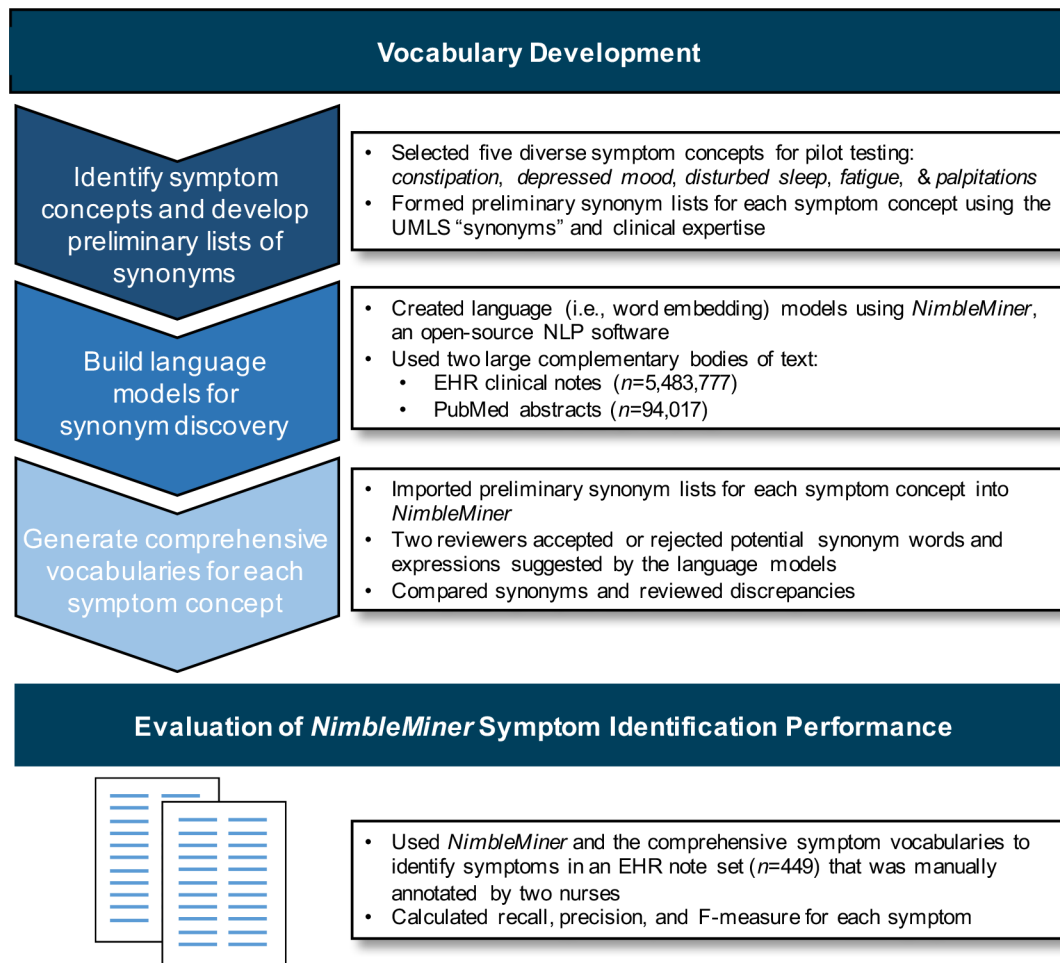 Vocabulary Development
Identify symptom
concepts and develop
preliminary lists of
synonyms
• Selected five diverse symptom concepts for pilot testing:
constipation, depressed mood, disturbed sleep, fatigue, & palpitations
• Formed preliminary synonym lists for each symptom concept using the
UMLS “synonyms” and clinical expertise
Build language
models for
synonym discovery
• Created language (i.e., word embedding) models using NimbleMiner,
an open-source NLP software
• Used two large complementary bodies of text:
• EHR clinical notes (n=5,483,777)
• PubMed abstracts (n=94,017)
Generate comprehensive
vocabularies for each
symptom concept
• Imported preliminary synonym lists for each symptom concept into
NimbleMiner
• Two reviewers accepted or rejected potential synonym words and
expressions suggested by the language models
• Compared synonyms and reviewed discrepancies
Evaluation of NimbleMiner Symptom Identification Performance
• Used NimbleMiner and the comprehensive symptom vocabularies to
identify symptoms in an EHR note set (n=449) that was manually
annotated by two nurses
• Calculated recall, precision, and F-measure for each symptom